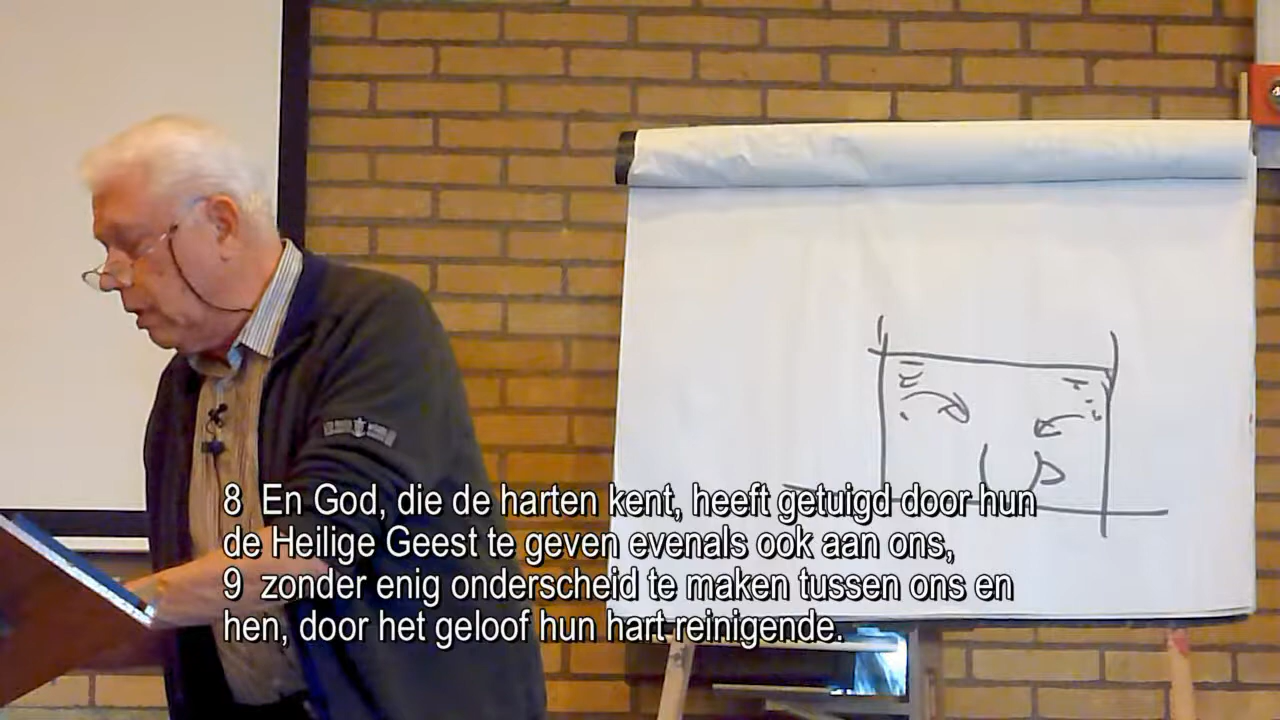 8 En God, die de harten kent, heeft getuigd door hun
de Heilige Geest te geven evenals ook aan ons,
9 zonder enig onderscheid te maken tussen ons en
hen, door het geloof hun hart reinigende.